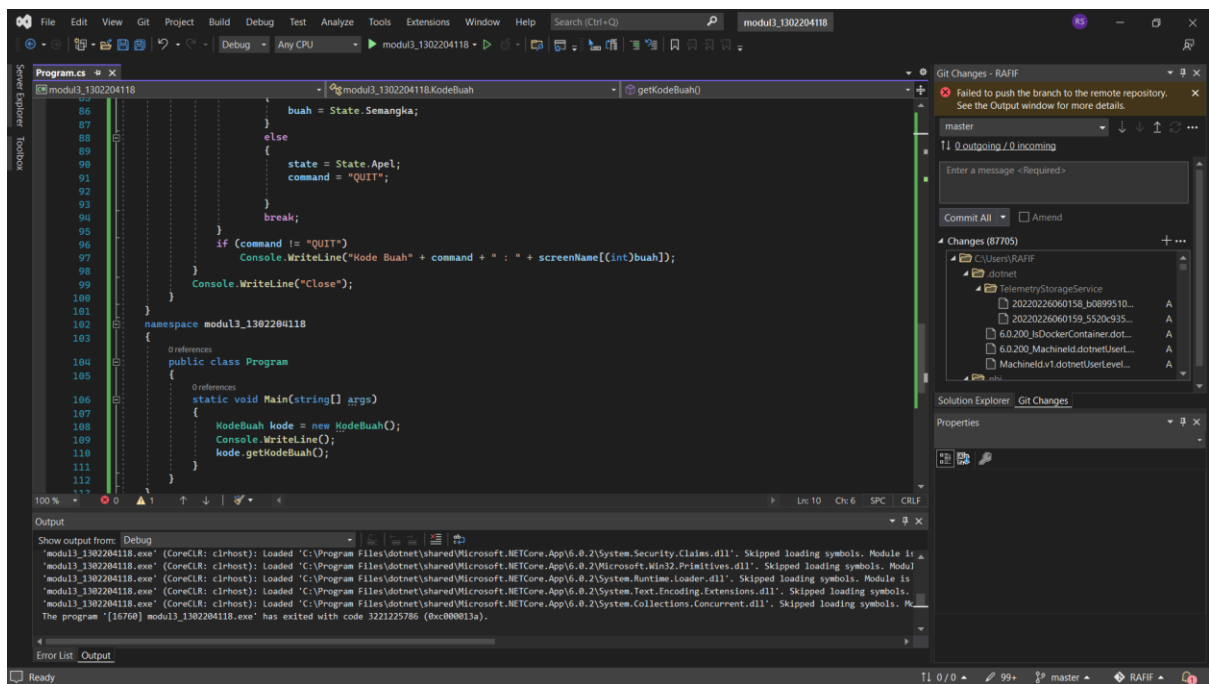 File Edit View Git Project Build Debug Test Analyze Tools Extensions Window Help Search (Ctrl+Q) modul3_1302204118 RS
Debug Any CPU modul3_1302204118
Server Explorer
Toolbox
Program.cs
modul3_1302204118 modul3_1302204118.KodeBuah getKodeBuah()
85 {
86 buah = State.Semangka;
87 }
88 else
89 {
90 state = State.Apel;
91 command = "QUIT";
92
93 }
94 break;
95 }
96 if (command != "QUIT")
97 Console.WriteLine("Kode Buah" + command + " : " + screenName[(int)buah]);
98 }
99 Console.WriteLine("Close");
100 }
101 }
102 namespace modul3_1302204118
103 {
0 references
104 public class Program
105 {
0 references
106 static void Main(string[] args)
107 {
108 KodeBuah kode = new KodeBuah();
109 Console.WriteLine();
110 kode.getKodeBuah();
111 }
112 }
113 }
100 % 0 1 Ln: 10 Ch: 6 SPC CRLF
Output
Show output from: Debug
'modul3_1302204118.exe' (CoreCLR: clrhost): Loaded 'C:\Program Files\dotnet\shared\Microsoft.NETCore.App\6.0.2\System.Security.Claims.dll'. Skipped loading symbols. Module is
'modul3_1302204118.exe' (CoreCLR: clrhost): Loaded 'C:\Program Files\dotnet\shared\Microsoft.NETCore.App\6.0.2\Microsoft.Win32.Primitives.dll'. Skipped loading symbols. Modul
'modul3_1302204118.exe' (CoreCLR: clrhost): Loaded 'C:\Program Files\dotnet\shared\Microsoft.NETCore.App\6.0.2\System.Runtime.Loader.dll'. Skipped loading symbols. Module is
'modul3_1302204118.exe' (CoreCLR: clrhost): Loaded 'C:\Program Files\dotnet\shared\Microsoft.NETCore.App\6.0.2\System.Text.Encoding.Extensions.dll'. Skipped loading symbols.
'modul3_1302204118.exe' (CoreCLR: clrhost): Loaded 'C:\Program Files\dotnet\shared\Microsoft.NETCore.App\6.0.2\System.Collections.Concurrent.dll'. Skipped loading symbols. Mo
The program '[16760] modul3_1302204118.exe' has exited with code 3221225786 (0xc000013a).
Error List Output
Git Changes - RAFIF
Failed to push the branch to the remote repository.
See the Output window for more details.
master
0 outgoing / 0 incoming
Enter a message <Required>
Commit All Amend
Changes (87705)
C:\Users\RAFIF
.dotnet
TelemetryStorageService
20220226060158_b0899510... A
20220226060159_5520c935... A
6.0.200_IsDockerContainer.dot... A
6.0.200_MachineId.dotnetUserL... A
MachineId.v1.dotnetUserLevel... A
Solution Explorer Git Changes
Properties
Ready 0 / 0 99+ master RAFIF 1